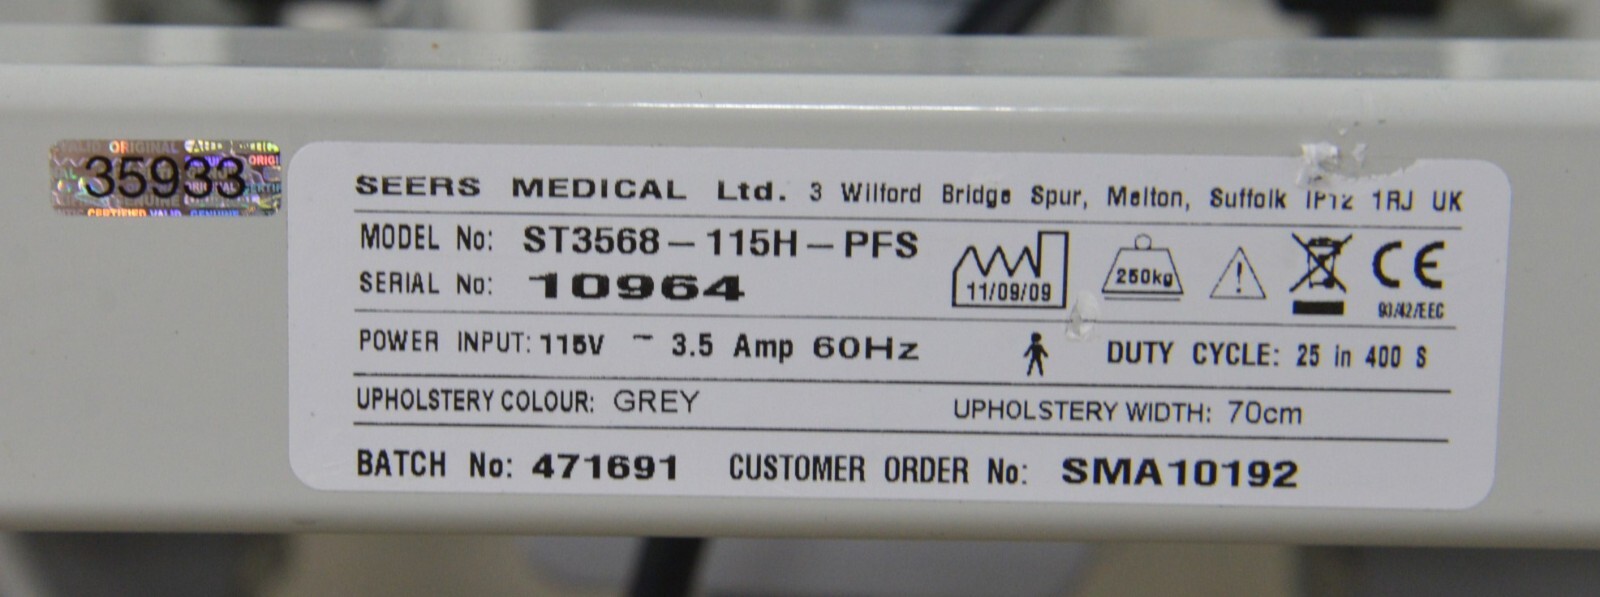 35933
SEERS MEDICAL Ltd. 3 Wilford Bridge Spur, Melton, Suffolk IP12 1RJ UK
MODEL No: ST3568-115H-PFS
SERIAL No: 10964
11/09/09
250kg
CE
93/42/EEC
POWER INPUT: 115V ~ 3.5 Amp 60Hz
DUTY CYCLE: 25 in 400 S
UPHOLSTERY COLOUR: GREY
UPHOLSTERY WIDTH: 70cm
BATCH No: 471691 CUSTOMER ORDER No: SMA10192